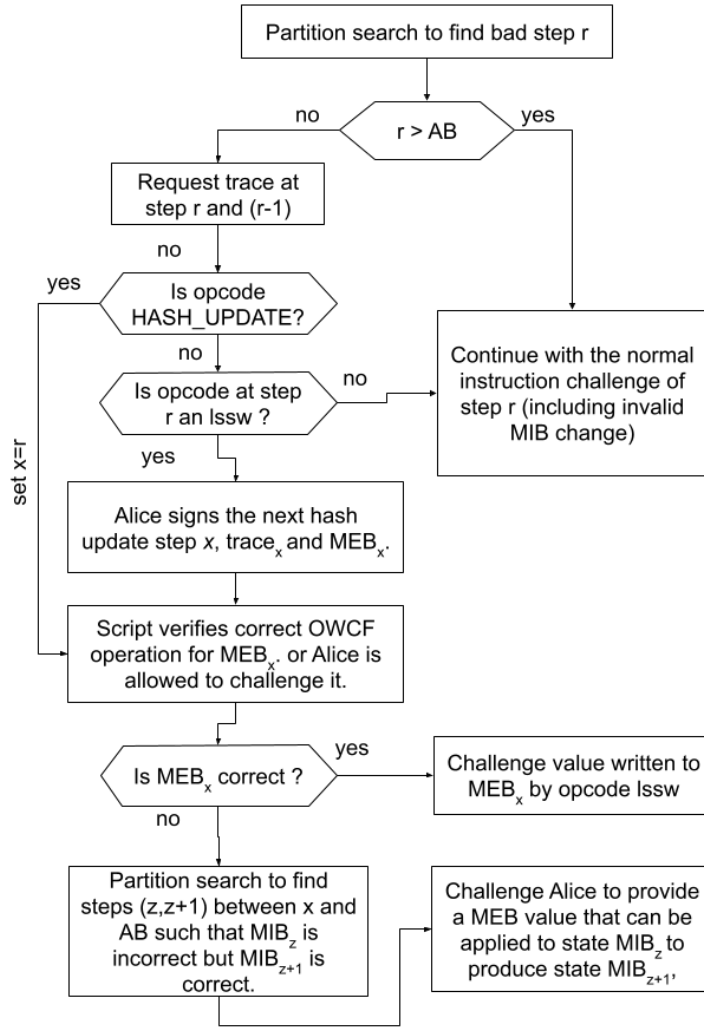 Partition search to find bad step r
no
r > AB
yes
Request trace at
step r and (r-1)
no
yes
Is opcode
HASH_UPDATE?
no
Is opcode at step
r an lssw ?
no
Continue with the normal
instruction challenge of
step r (including invalid
MIB change)
yes
set x=r
Alice signs the next hash
update step x, trace_x and MEB_x.
Script verifies correct OWCF
operation for MEB_x. or Alice is
allowed to challenge it.
Is MEB_x correct ?
yes
Challenge value written to
MEB_x by opcode lssw
no
Partition search to find
steps (z,z+1) between x and
AB such that MIB_z is
incorrect but MIB_z+1 is
correct.
Challenge Alice to provide
a MEB value that can be
applied to state MIB_z to
produce state MIB_z+1,